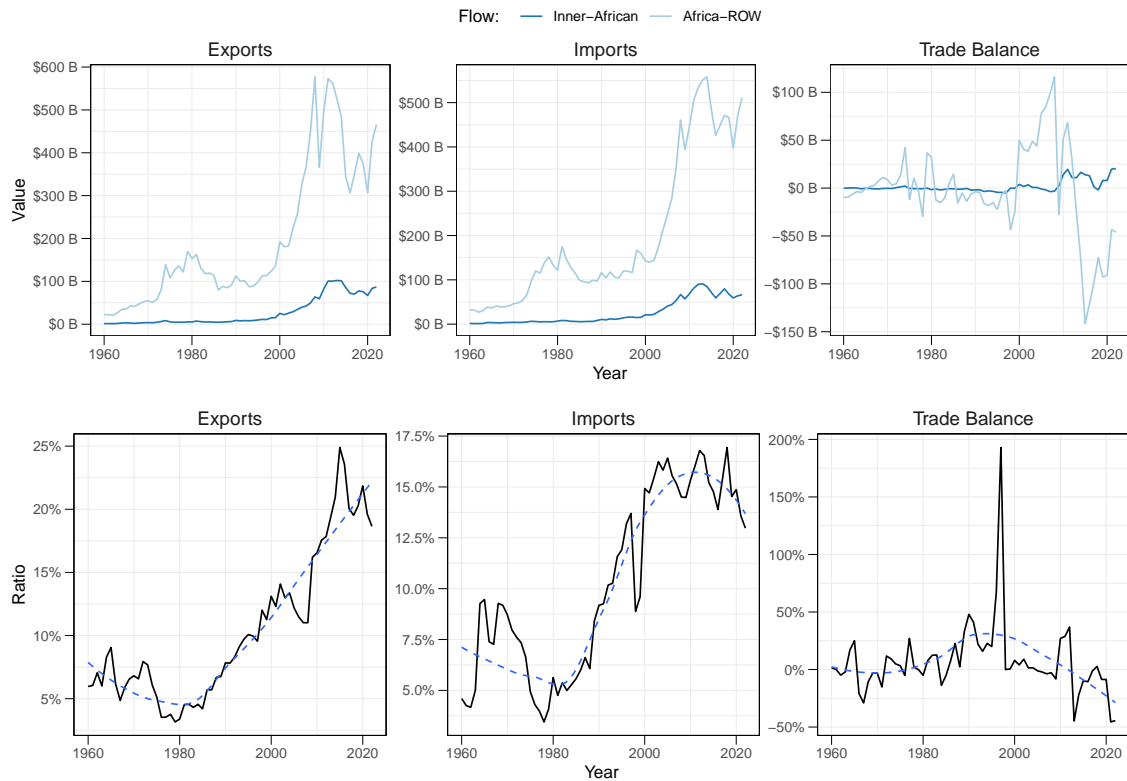 Flow: Inner−African Africa−ROW
Exports Imports Trade Balance
Value
$600 B
$500 B
$400 B
$300 B
$200 B
$100 B
$0 B
$500 B
$400 B
$300 B
$200 B
$100 B
$0 B
$100 B
$50 B
$0 B
−$50 B
−$100 B
−$150 B
1960 1980 2000 2020 1960 1980 2000 2020 1960 1980 2000 2020
Year
Exports Imports Trade Balance
Ratio
25%
20%
15%
10%
5%
17.5%
15.0%
12.5%
10.0%
7.5%
5.0%
200%
150%
100%
50%
0%
−50%
1960 1980 2000 2020 1960 1980 2000 2020 1960 1980 2000 2020
Year